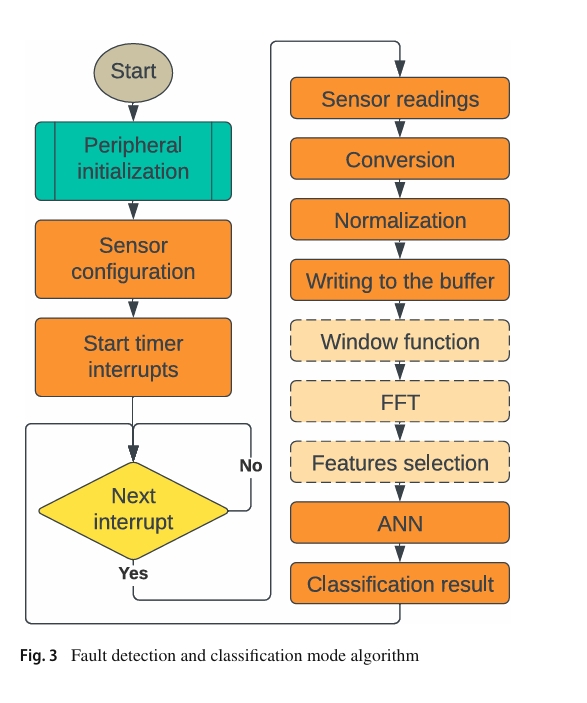 Start
Peripheral
initialization
Sensor
configuration
Start timer
interrupts
Next
interrupt
No
Yes
Sensor readings
Conversion
Normalization
Writing to the buffer
Window function
FFT
Features selection
ANN
Classification result
Fig. 3 Fault detection and classification mode algorithm